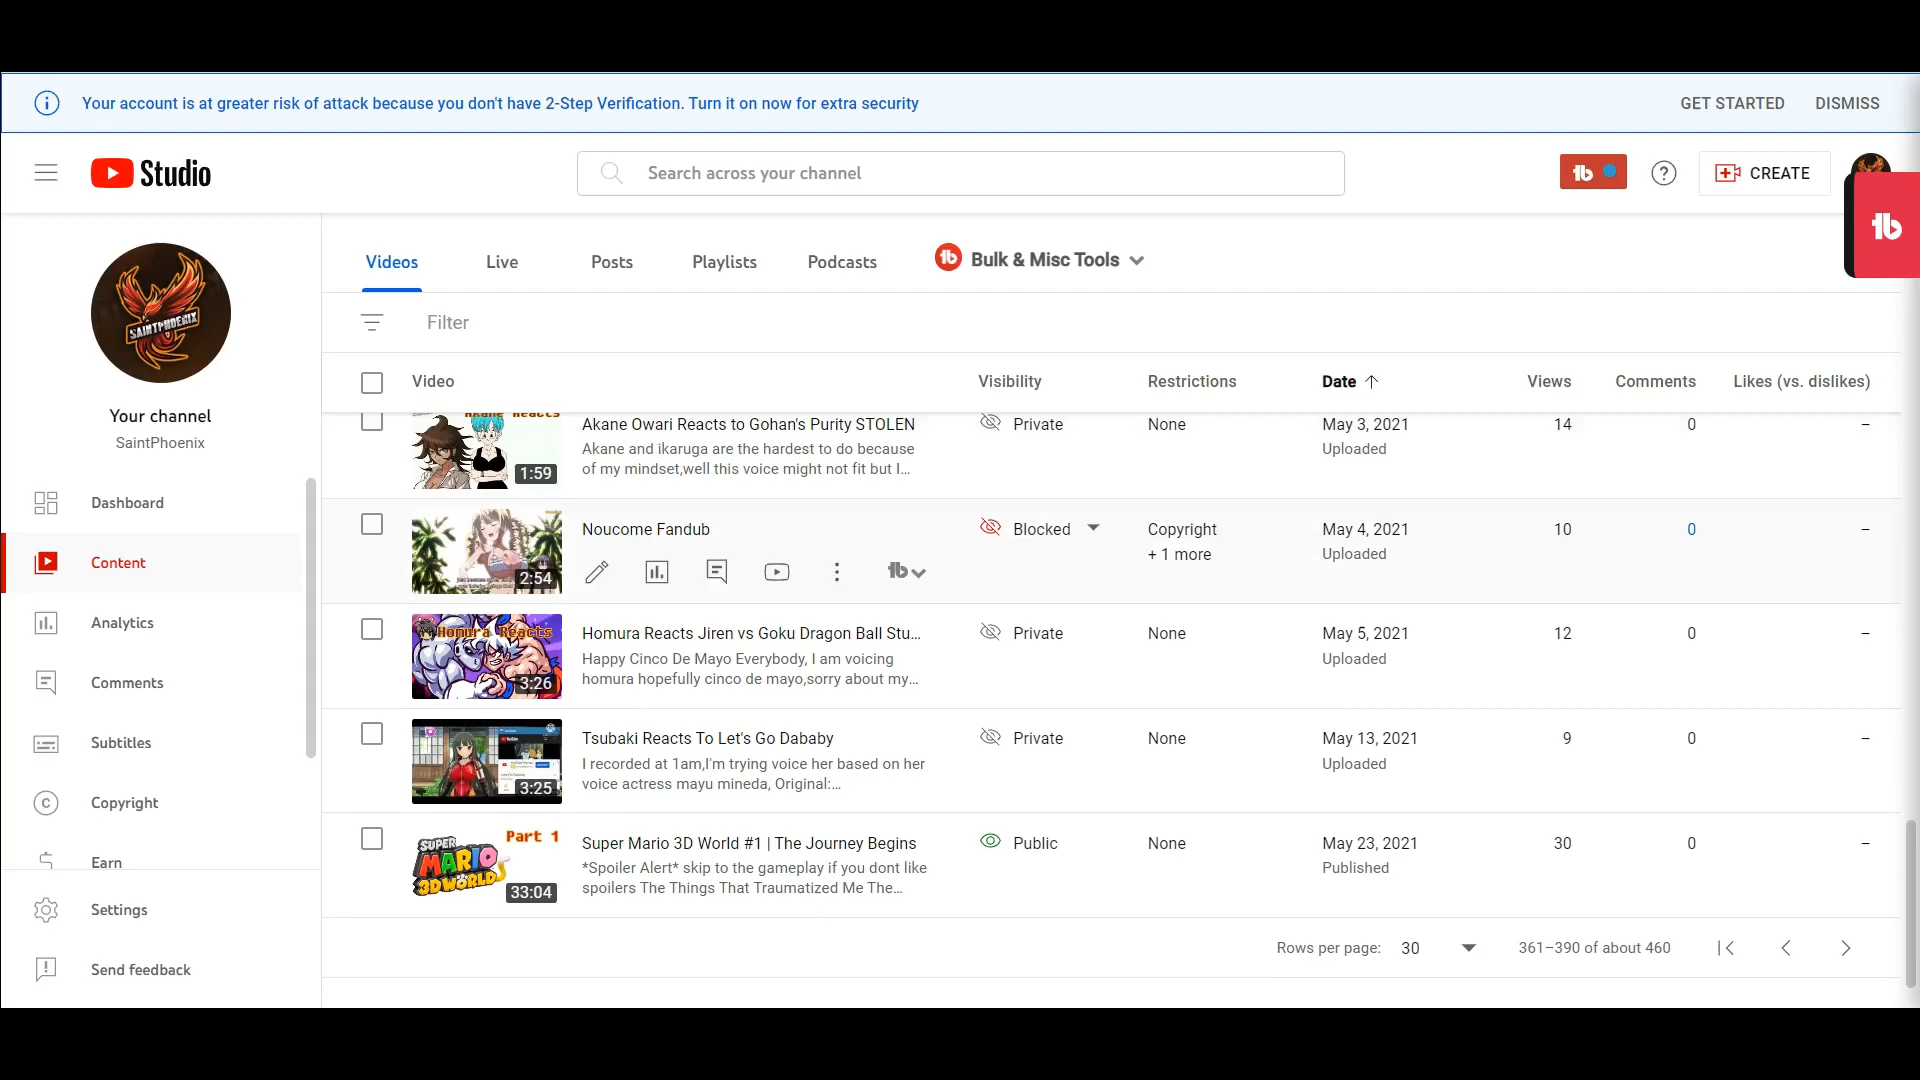 Your account is at greater risk of attack because you don't have 2-Step Verification. Turn it on now for extra security
GET STARTED
DISMISS
Studio
Search across your channel
CREATE
SAINTPHOENIX
Your channel
SaintPhoenix
Dashboard
Content
Analytics
Comments
Subtitles
Copyright
Earn
Settings
Send feedback
Videos
Live
Posts
Playlists
Podcasts
Bulk & Misc Tools
Filter
Video
Visibility
Restrictions
Date
Views
Comments
Likes (vs. dislikes)
Akane Reacts
1:59
Akane Owari Reacts to Gohan's Purity STOLEN
Akane and ikaruga are the hardest to do because
of my mindset,well this voice might not fit but I...
Private
None
May 3, 2021
Uploaded
14
0
–
2:54
Noucome Fandub
Blocked
Copyright
+ 1 more
May 4, 2021
Uploaded
10
0
–
Homura Reacts
3:26
Homura Reacts Jiren vs Goku Dragon Ball Stu...
Happy Cinco De Mayo Everybody, I am voicing
homura hopefully cinco de mayo,sorry about my...
Private
None
May 5, 2021
Uploaded
12
0
–
3:25
Tsubaki Reacts To Let's Go Dababy
I recorded at 1am,I'm trying voice her based on her
voice actress mayu mineda, Original:...
Private
None
May 13, 2021
Uploaded
9
0
–
Part 1
SUPER
MARIO
3D WORLD
33:04
Super Mario 3D World #1 | The Journey Begins
*Spoiler Alert* skip to the gameplay if you dont like
spoilers The Things That Traumatized Me The...
Public
None
May 23, 2021
Published
30
0
–
Rows per page: 30
361–390 of about 460